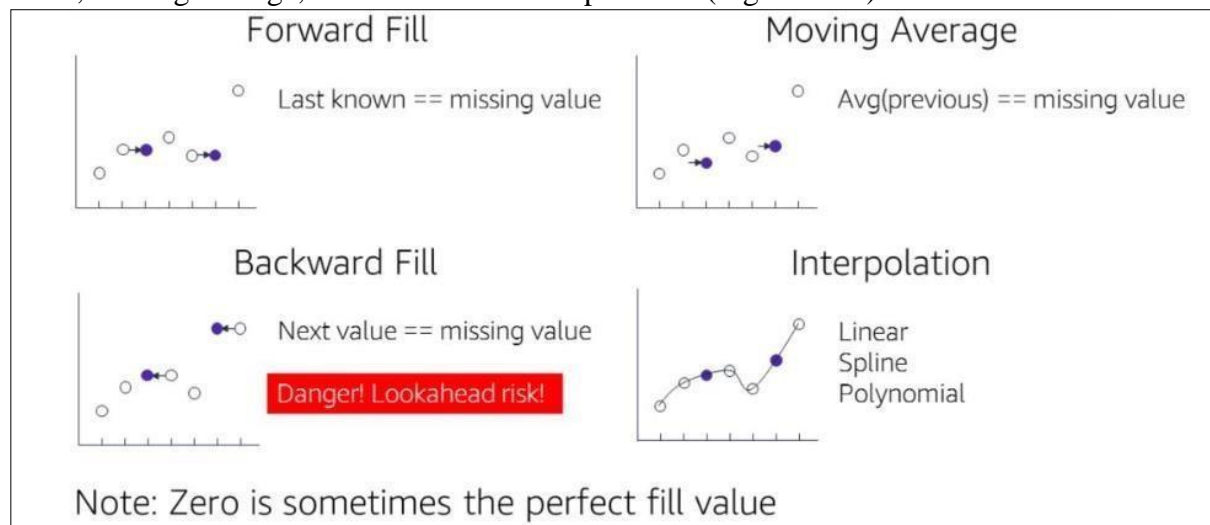 Forward Fill
Last known == missing value
Moving Average
Avg(previous) == missing value
Backward Fill
Next value == missing value
Danger! Lookahead risk!
Interpolation
Linear
Spline
Polynomial
Note: Zero is sometimes the perfect fill value